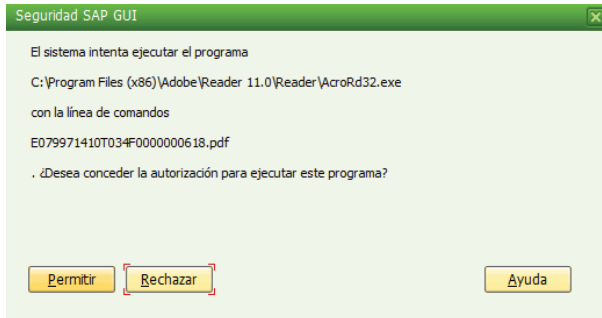 Seguridad SAP GUI
El sistema intenta ejecutar el programa
C:\Program Files (x86)\Adobe\Reader 11.0\Reader\AcroRd32.exe
con la línea de comandos
E079971410T034F0000000618.pdf
. ¿Desea conceder la autorización para ejecutar este programa?
Permitir Rechazar Ayuda